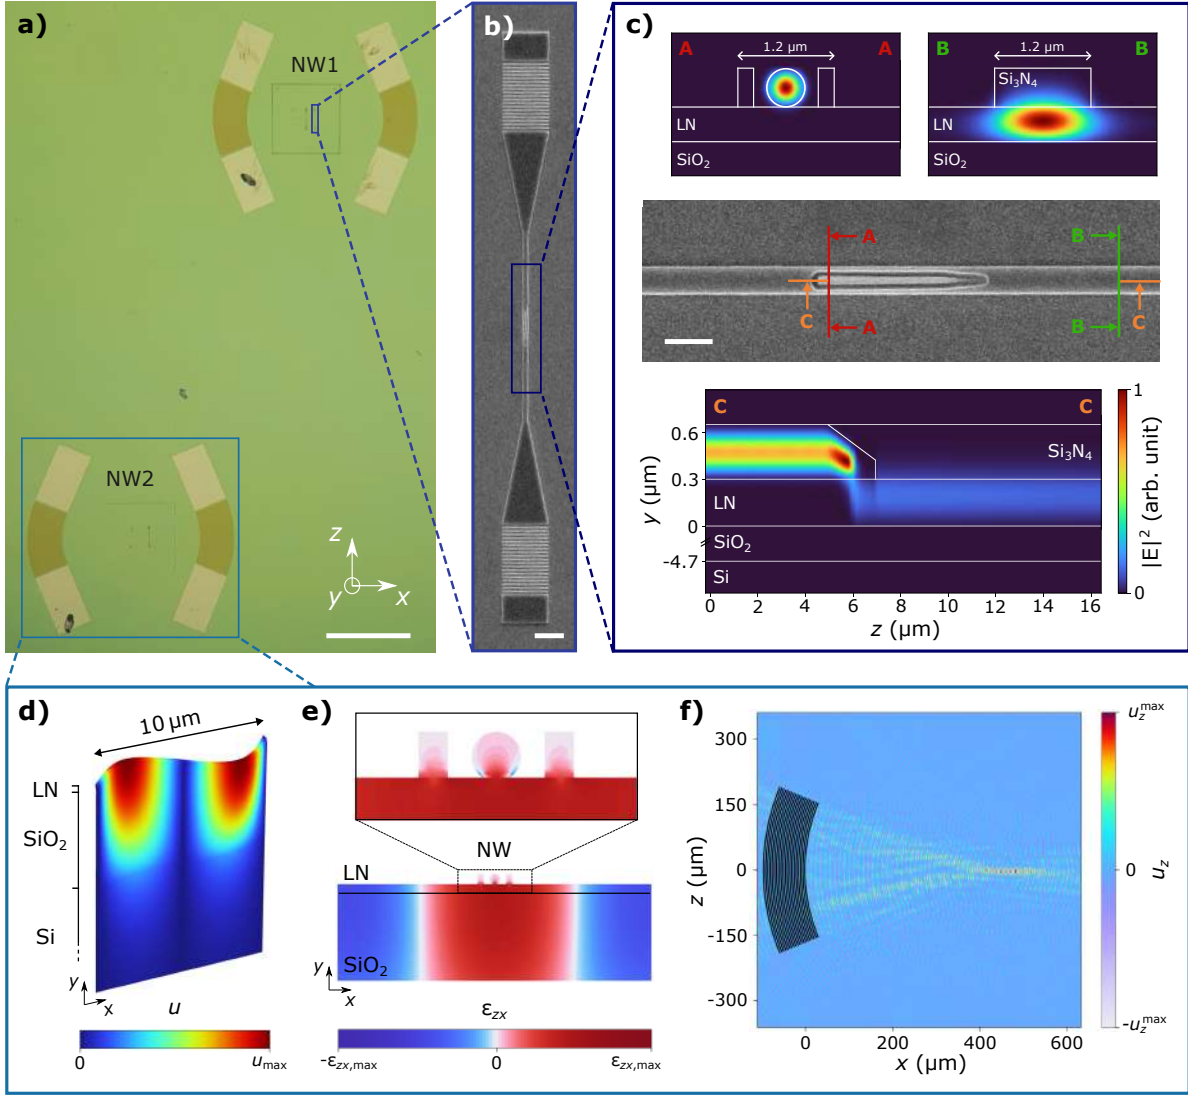 a)
NW1
NW2
z
y
x
b)
c)
A
1.2 µm
A
LN
SiO2
B
1.2 µm
B
Si3N4
LN
SiO2
A
B
C
C
A
B
C
C
0.6
0.3
0
-4.7
y (µm)
Si3N4
LN
SiO2
Si
0
2
4
6
8
10
12
14
16
z (µm)
1
0
|E|² (arb. unit)
d)
10 µm
LN
SiO2
Si
y
x
u
0
umax
e)
NW
LN
SiO2
y
x
εzx
-εzx,max
0
εzx,max
f)
300
150
0
-150
-300
z (µm)
0
200
400
600
x (µm)
uzmax
0
-uzmax
uz